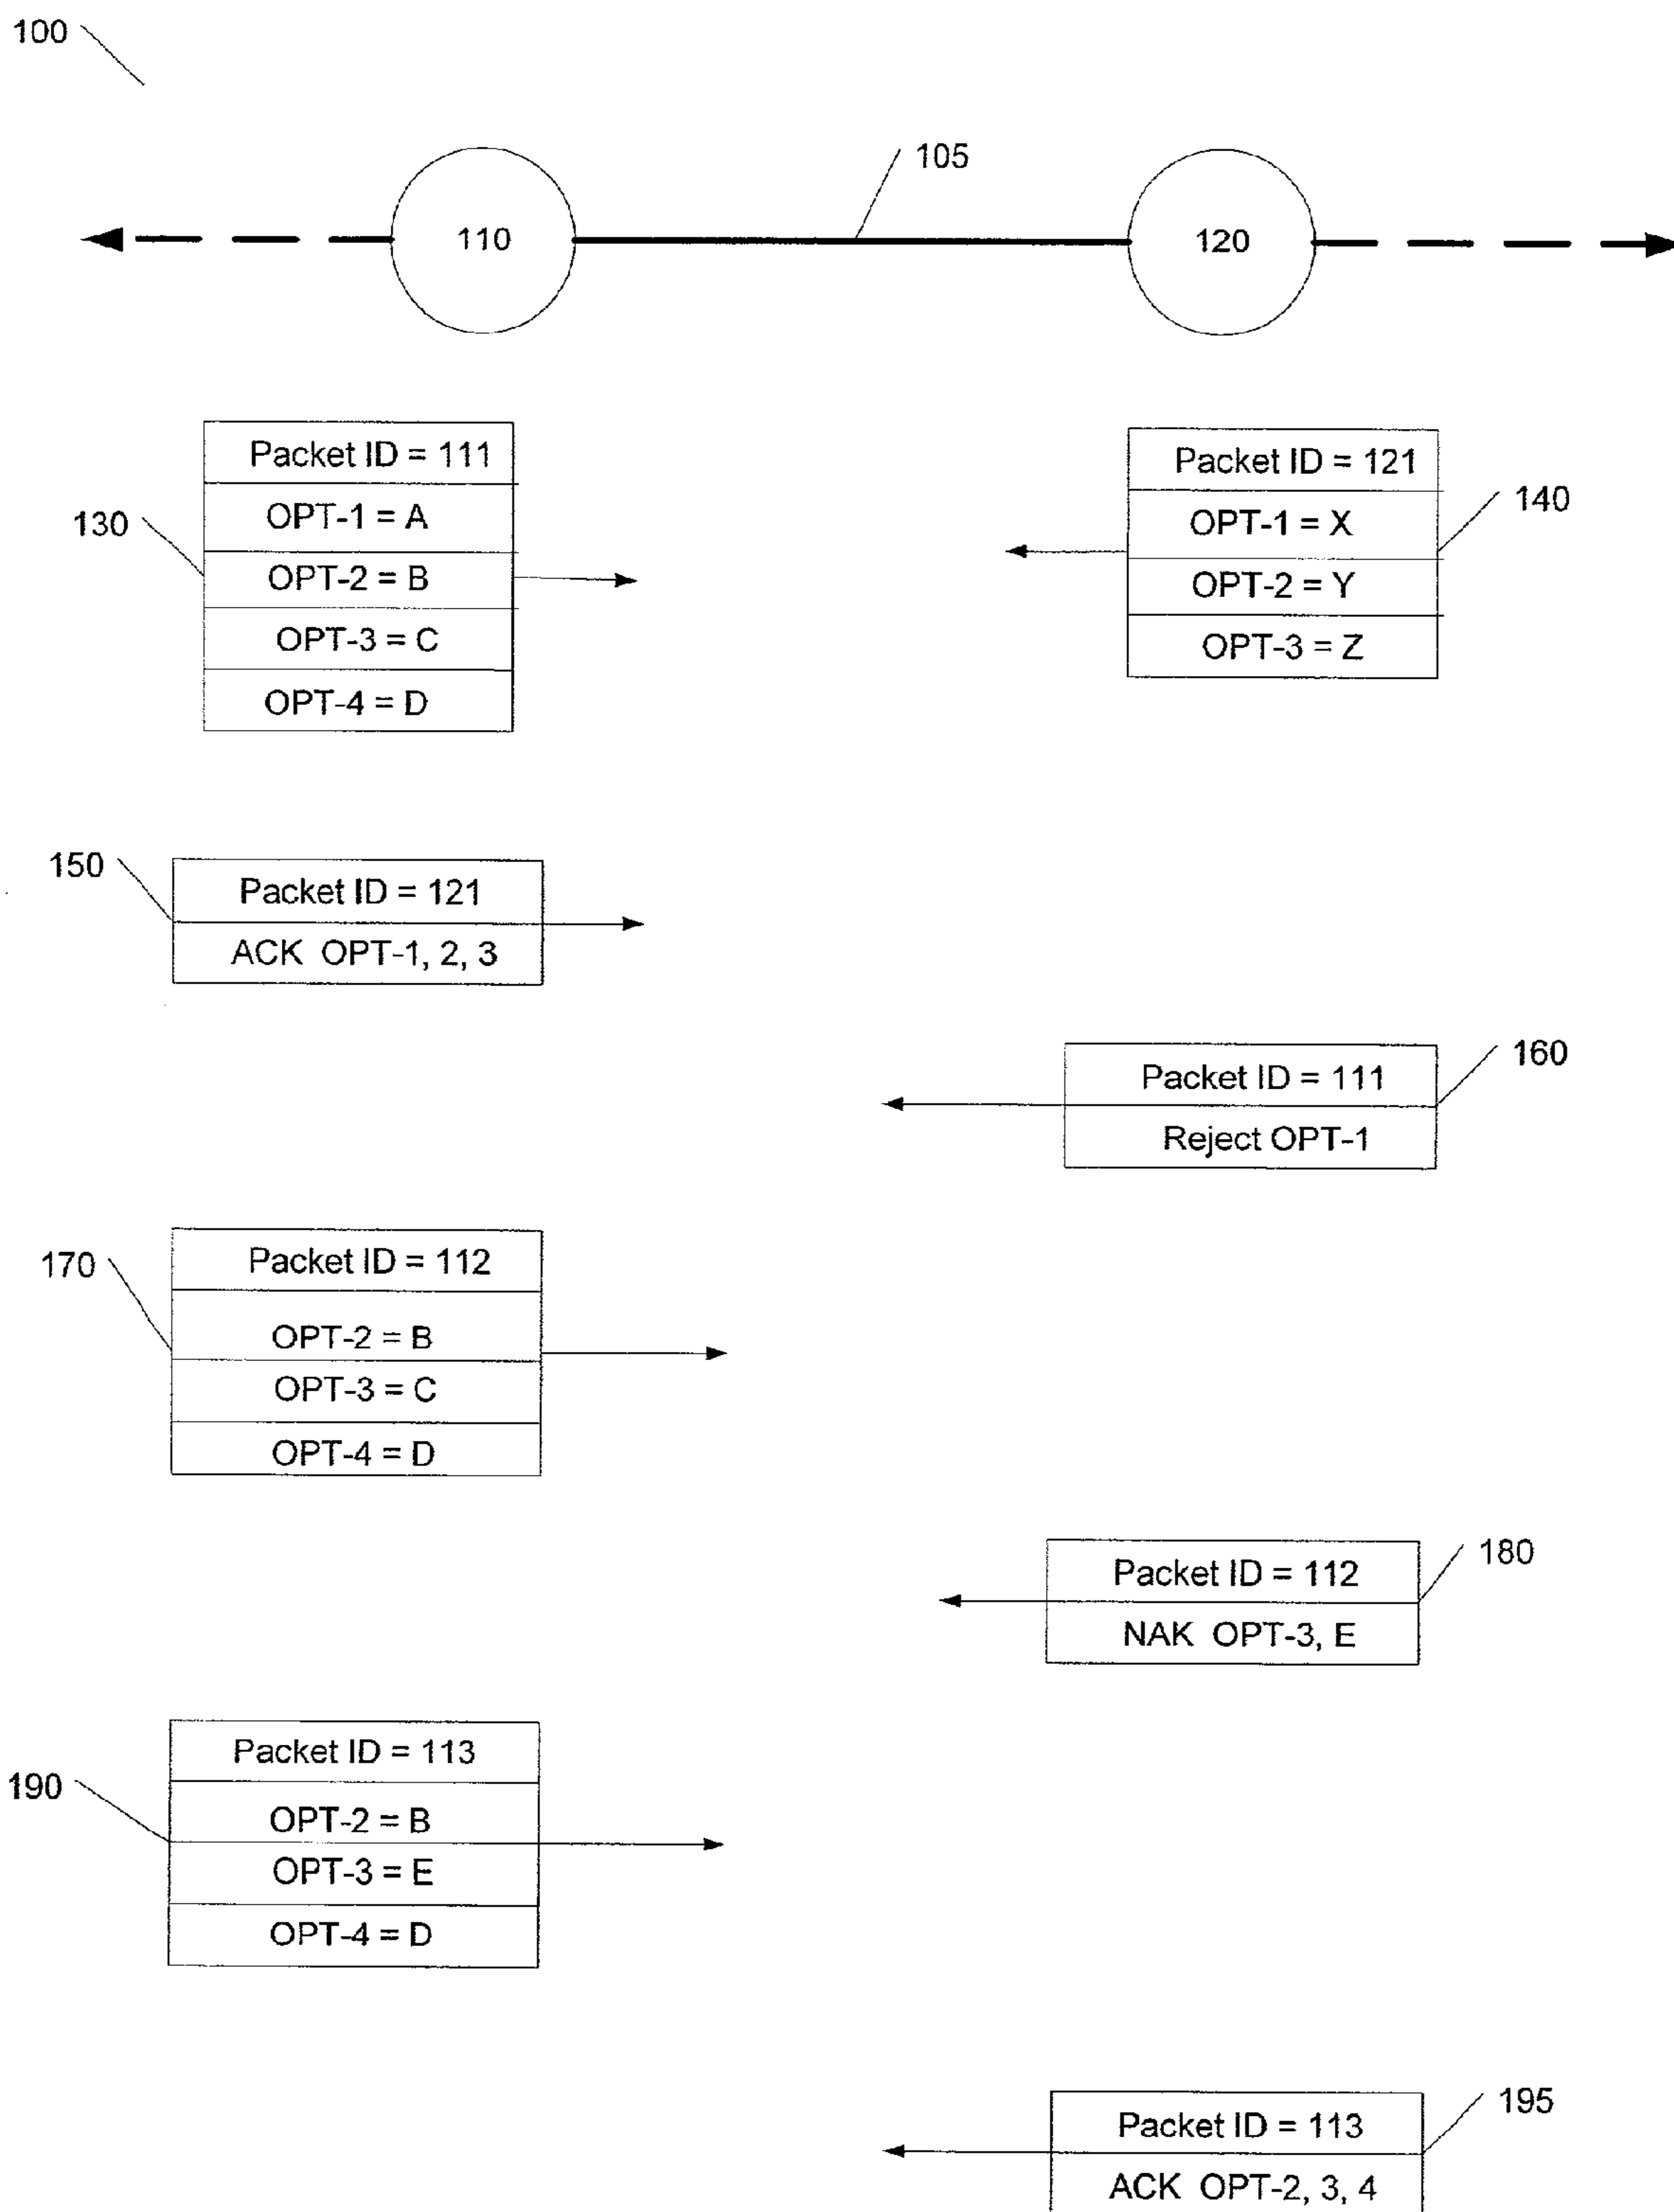 100
105
110
120
Packet ID = 111
OPT-1 = A
OPT-2 = B
OPT-3 = C
OPT-4 = D
130
Packet ID = 121
OPT-1 = X
OPT-2 = Y
OPT-3 = Z
140
150
Packet ID = 121
ACK OPT-1, 2, 3
160
Packet ID = 111
Reject OPT-1
170
Packet ID = 112
OPT-2 = B
OPT-3 = C
OPT-4 = D
180
Packet ID = 112
NAK OPT-3, E
190
Packet ID = 113
OPT-2 = B
OPT-3 = E
OPT-4 = D
195
Packet ID = 113
ACK OPT-2, 3, 4